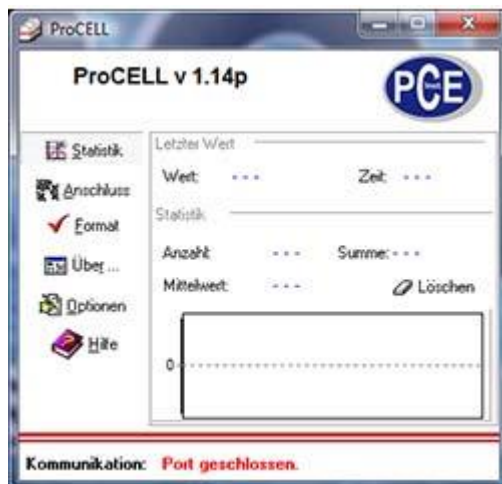 ProCELL
ProCELL v 1.14p
PCE
Statistik
Anschluss
Format
Über ...
Optionen
Hilfe
Letzter Wert
Wert: --- Zeit: ---
Statistik
Anzahl: --- Summe: ---
Mittelwert: --- Löschen
0
Kommunikation: Port geschlossen.